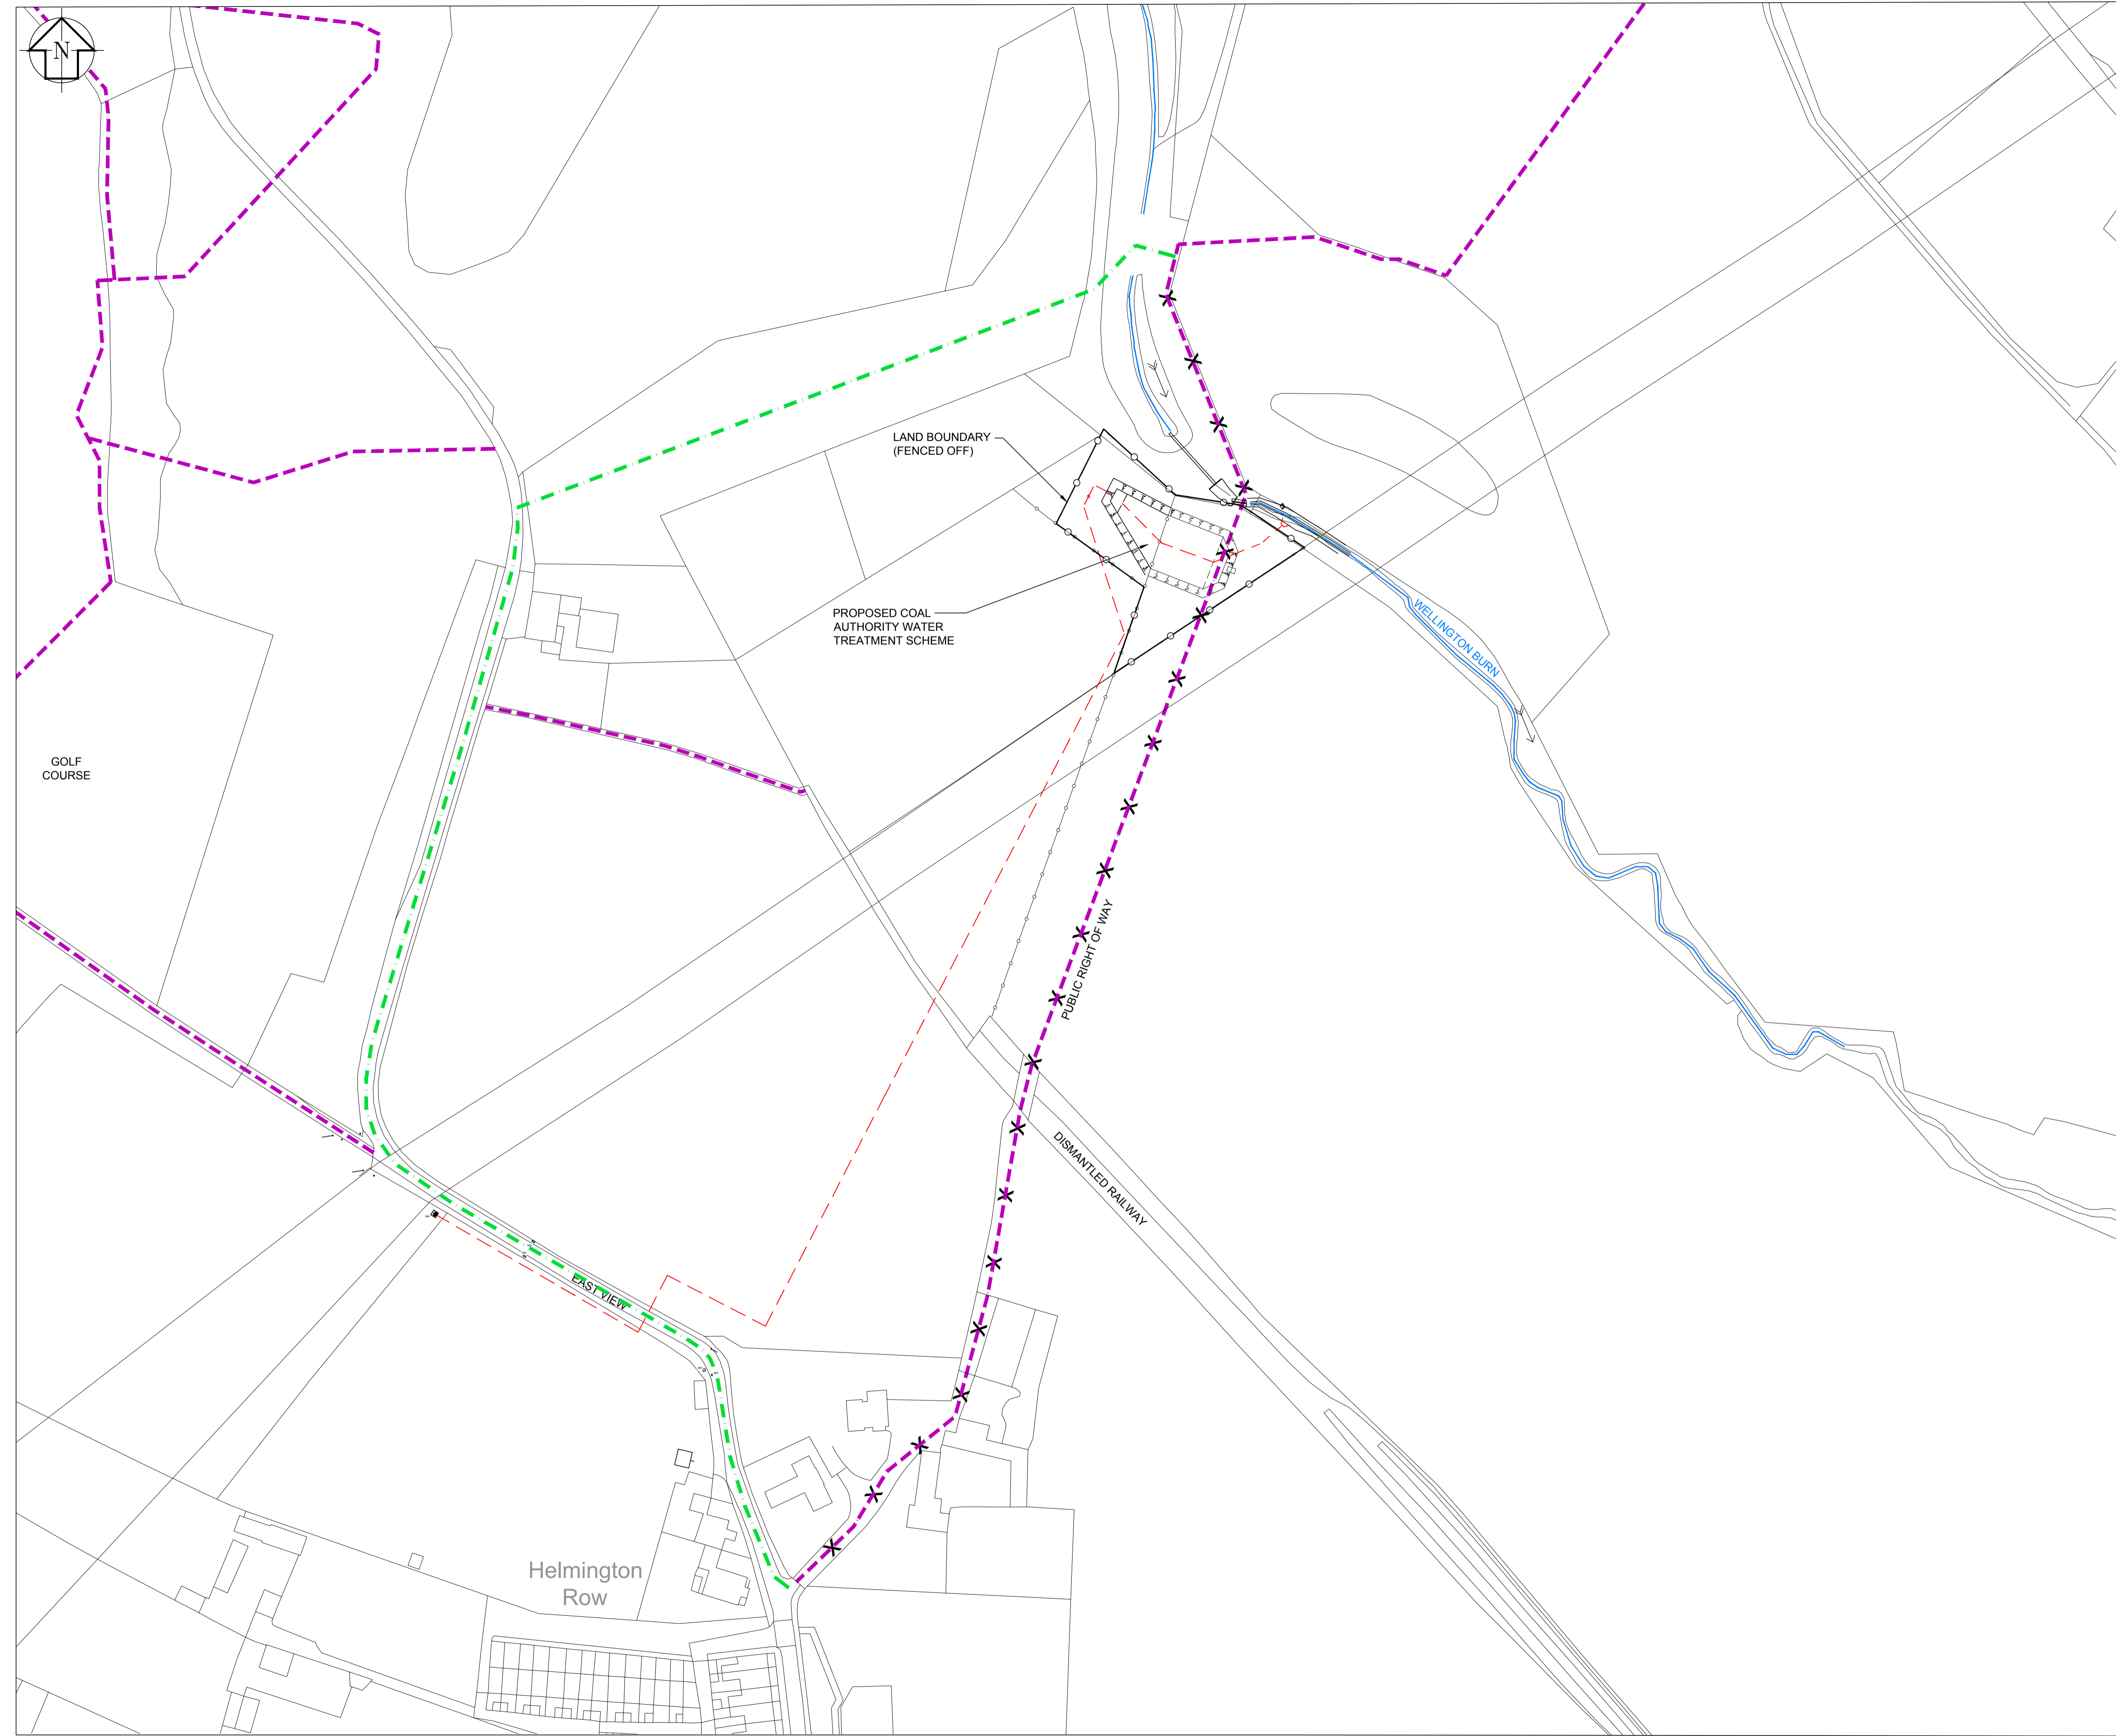 N
LAND BOUNDARY
(FENCED OFF)
PROPOSED COAL
AUTHORITY WATER
TREATMENT SCHEME
WELLINGTON BURN
GOLF
COURSE
PUBLIC RIGHT OF WAY
DISMANTLED RAILWAY
EAST VIEW
Helmington
Row